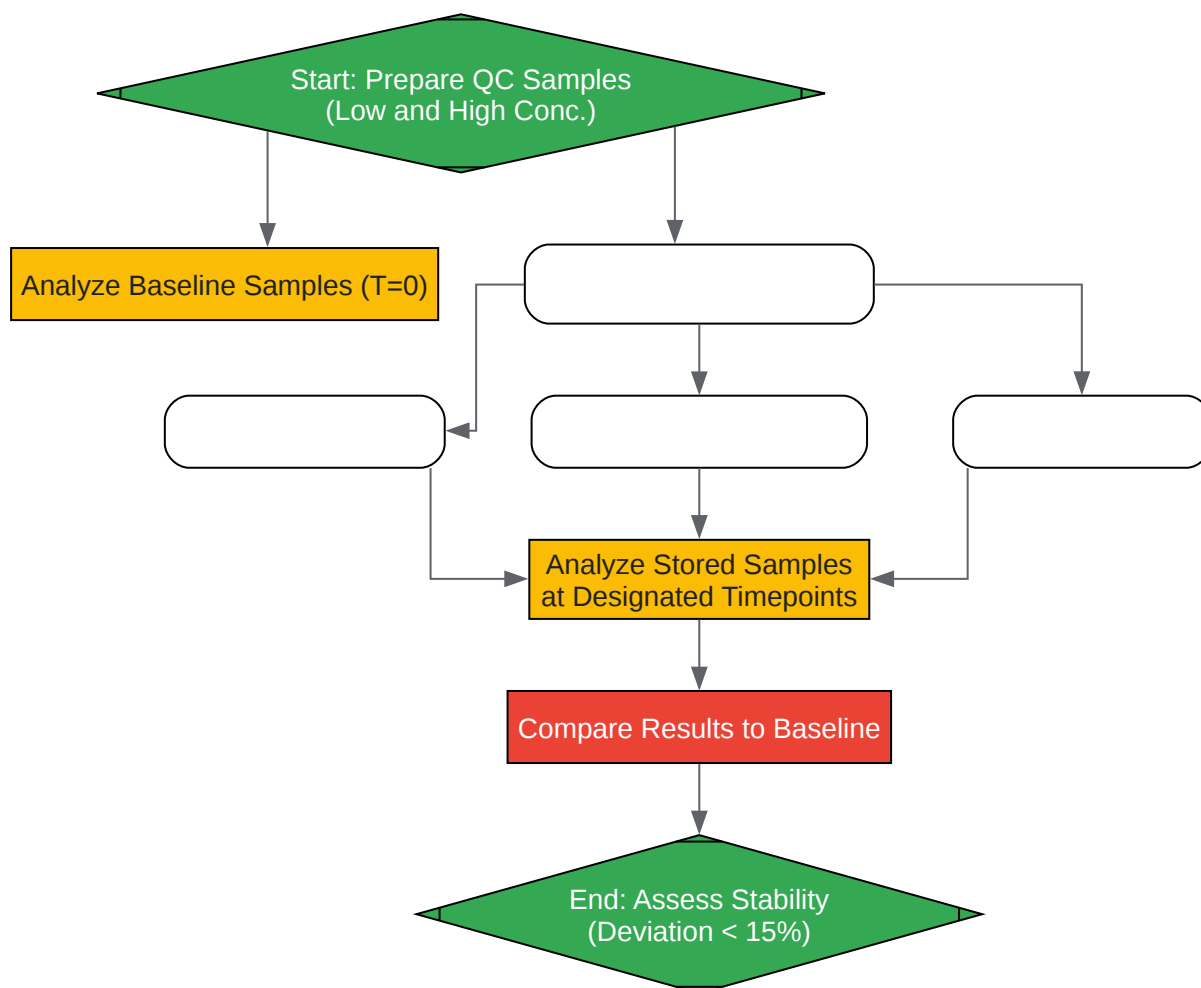 Start: Prepare QC Samples
(Low and High Conc.)
Analyze Baseline Samples (T=0)
Analyze Stored Samples
at Designated Timepoints
Compare Results to Baseline
End: Assess Stability
(Deviation < 15%)